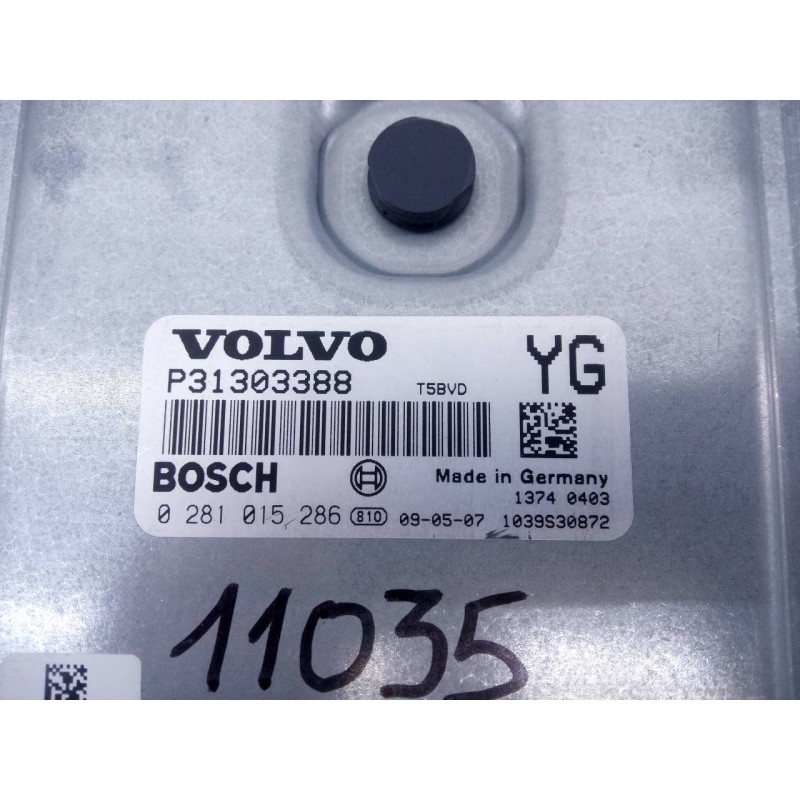 VOLVO YG
P31303388 T5BVD
BOSCH Made in Germany
1374 0403
0 281 015 286 810 09-05-07 1039S30872
11035